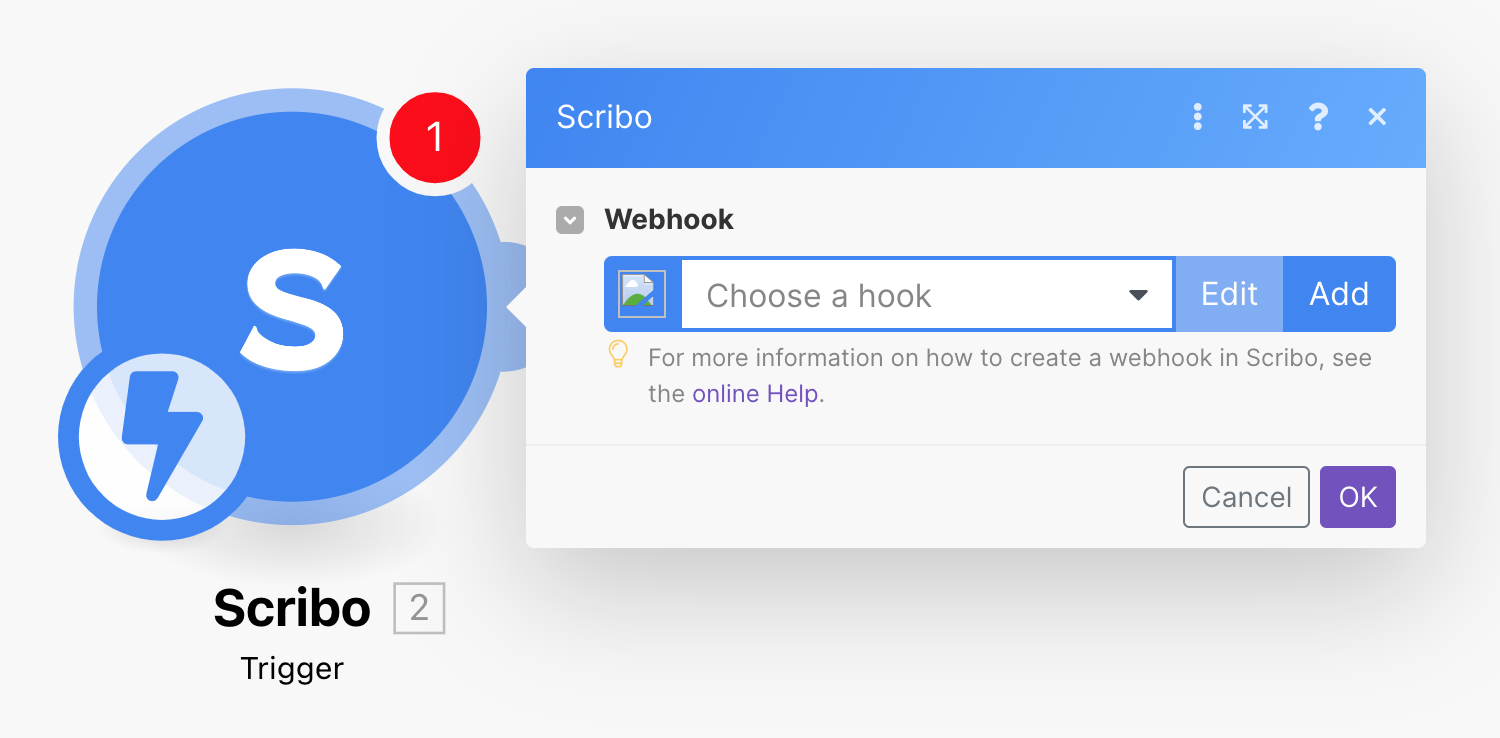 1
S
Scribo
Webhook
Choose a hook
Edit
Add
For more information on how to create a webhook in Scribo, see
the online Help.
Cancel
OK
Scribo 2
Trigger